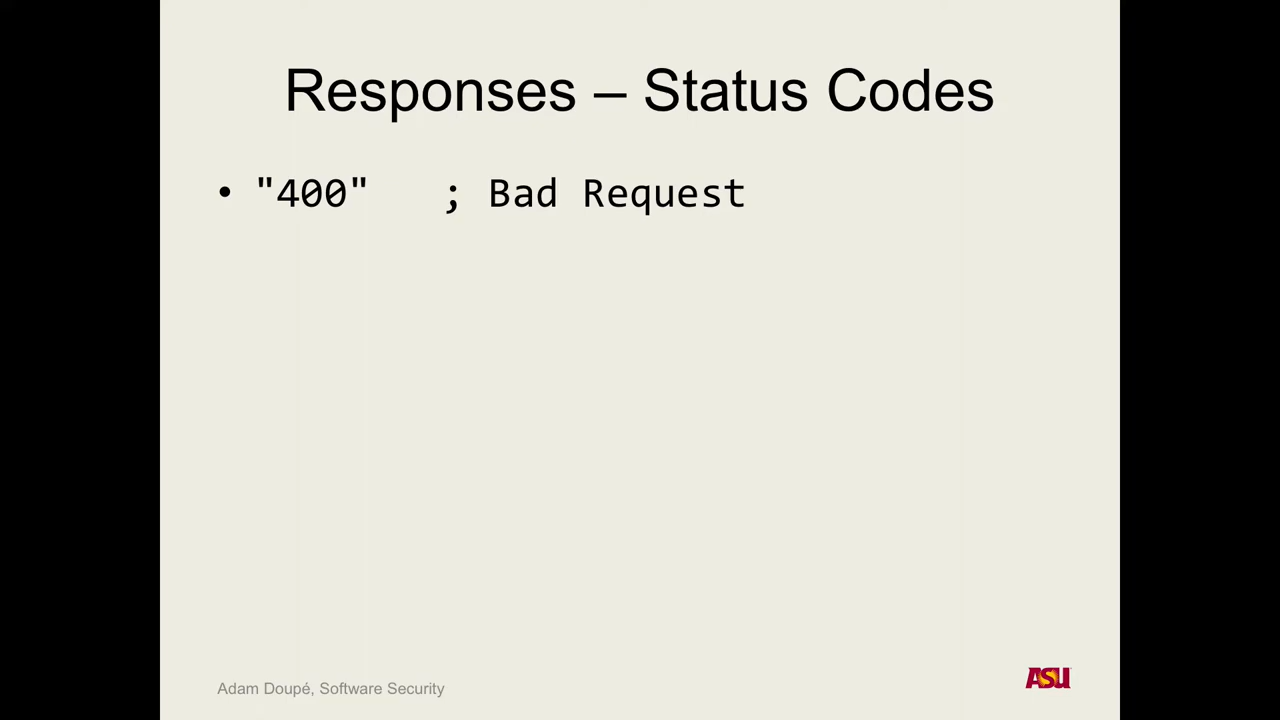 Responses – Status Codes
• "400"   ; Bad Request
Adam Doupé, Software Security
ASU